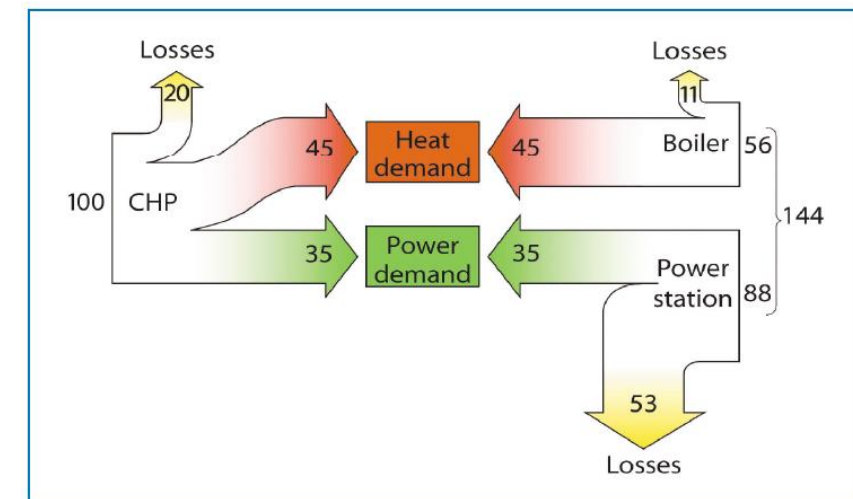 Losses
Losses
20
11
45
Heat
demand
45
Boiler
56
100
CHP
144
35
Power
demand
35
Power
station
88
53
Losses